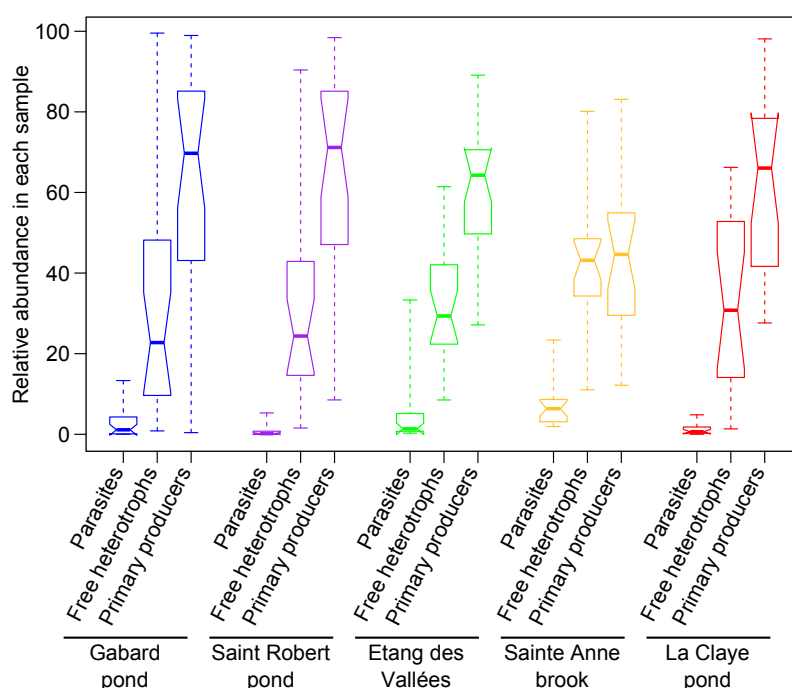 Relative abundance in each sample
100
80
60
40
20
0
Parasites
Free heterotrophs
Primary producers
Parasites
Free heterotrophs
Primary producers
Parasites
Free heterotrophs
Primary producers
Parasites
Free heterotrophs
Primary producers
Parasites
Free heterotrophs
Primary producers
Gabard
pond
Saint Robert
pond
Etang des
Vallées
Sainte Anne
brook
La Claye
pond